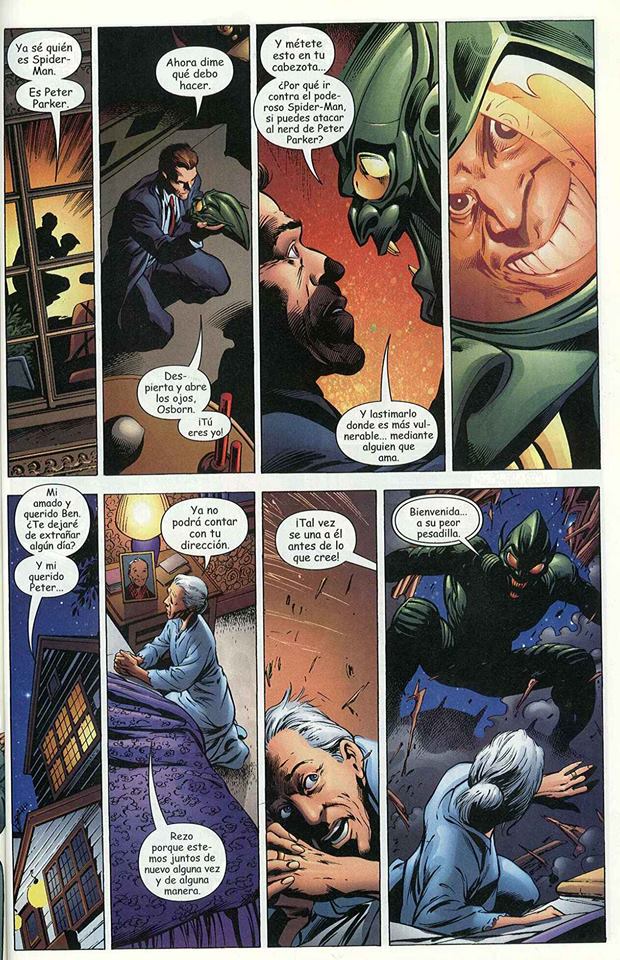 Ya sé quién
es Spider-
Man.
Es Peter
Parker.
Ahora dime
qué debo
hacer.
Des-
pierta y abre
los ojos,
Osborn.
¡Tú
eres yo!
Y métete
esto en tu
cabezota...
¿Por qué ir
contra el pode-
roso Spider-Man,
si puedes atacar
al nerd de Peter
Parker?
Y lastimarlo
donde es más vul-
nerable... mediante
alguien que
ama.
Mi
amado y
querido Ben.
¿Te dejaré
de extrañar
algún día?
Y mi
querido
Peter...
Ya no
podrá contar
con tu
dirección.
Rezo
porque este-
mos juntos de
nuevo alguna vez
y de alguna
manera.
¡Tal vez
se una a él
antes de lo
que cree!
Bienvenida...
a su peor
pesadilla.